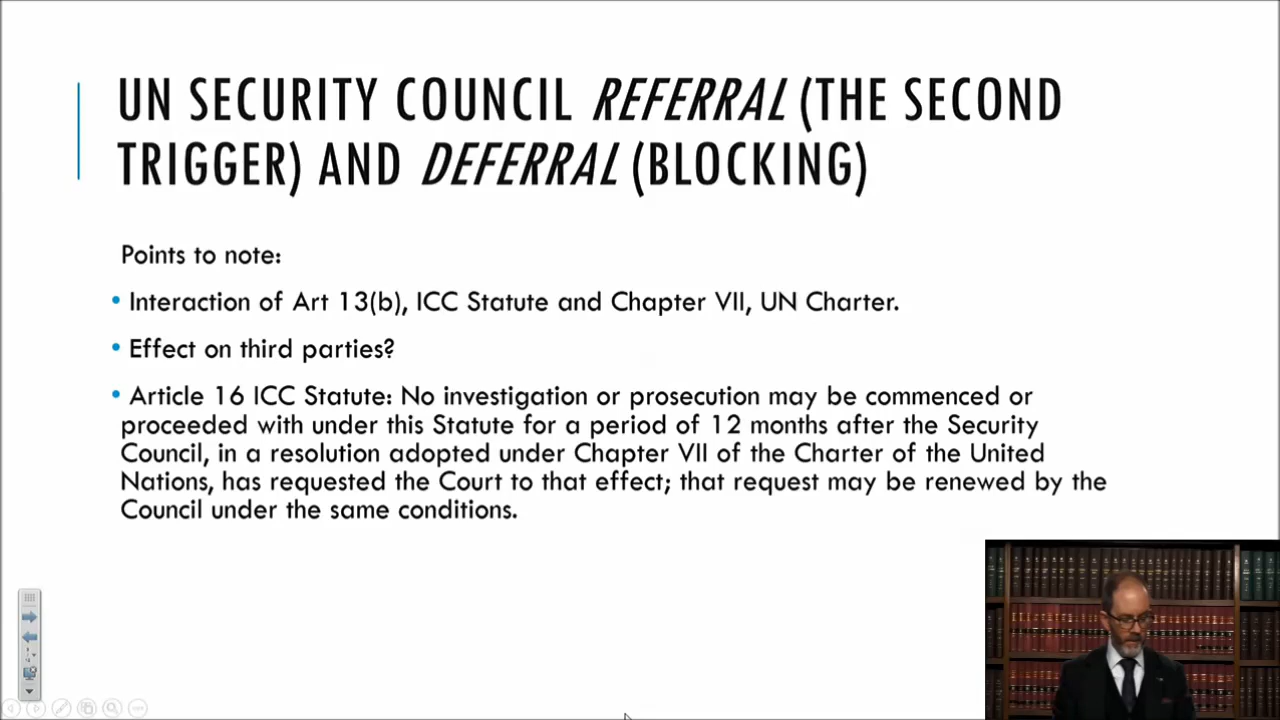 UN SECURITY COUNCIL REFERRAL (THE SECOND
TRIGGER) AND DEFERRAL (BLOCKING)
Points to note:
• Interaction of Art 13(b), ICC Statute and Chapter VII, UN Charter.
• Effect on third parties?
• Article 16 ICC Statute: No investigation or prosecution may be commenced or
proceeded with under this Statute for a period of 12 months after the Security
Council, in a resolution adopted under Chapter VII of the Charter of the United
Nations, has requested the Court to that effect; that request may be renewed by the
Council under the same conditions.